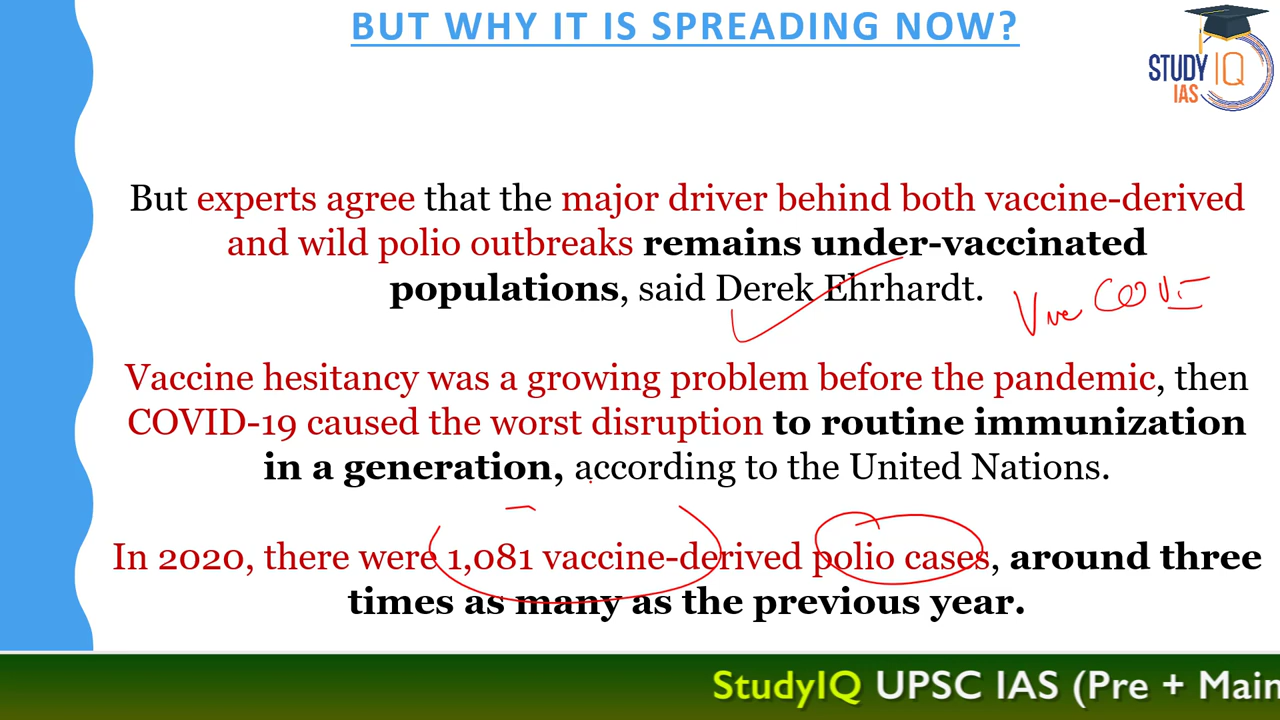 BUT WHY IT IS SPREADING NOW?
STUDY IQ
IAS
But experts agree that the major driver behind both vaccine-derived
and wild polio outbreaks remains under-vaccinated
populations, said Derek Ehrhardt.
Vaccine hesitancy was a growing problem before the pandemic, then
COVID-19 caused the worst disruption to routine immunization
in a generation, according to the United Nations.
In 2020, there were 1,081 vaccine-derived polio cases, around three
times as many as the previous year.
StudyIQ UPSC IAS (Pre + Main